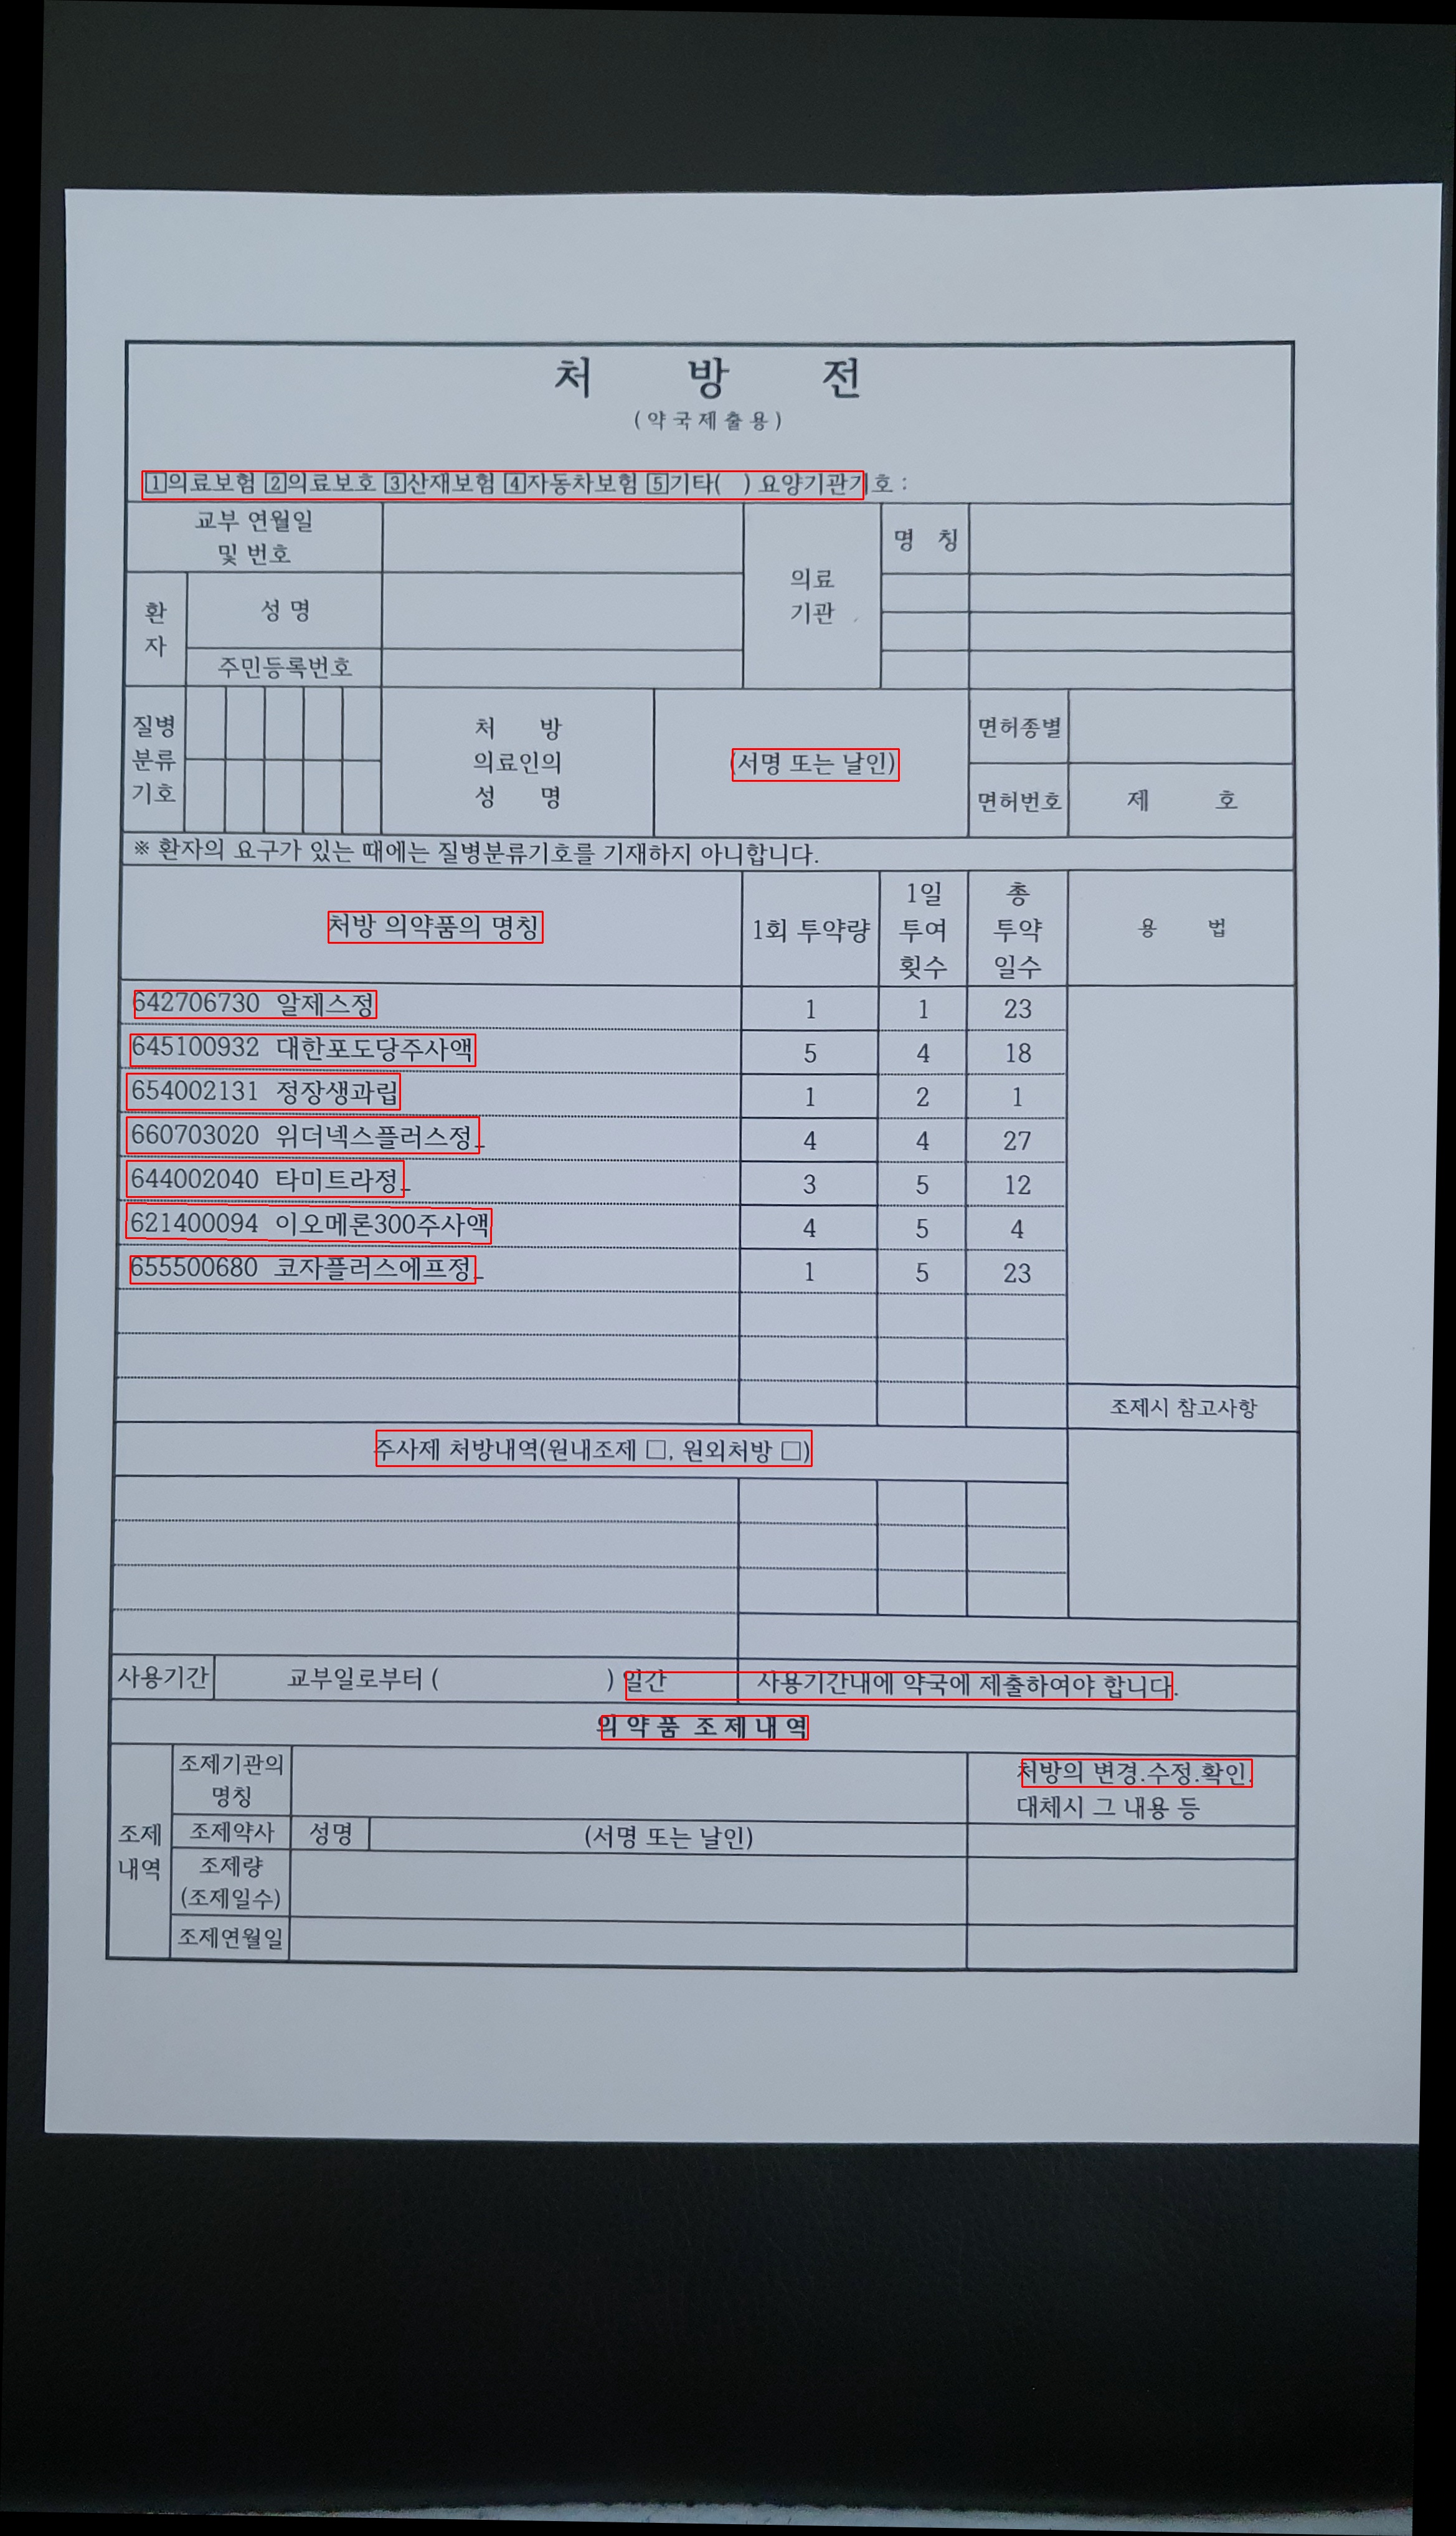 처 방 전
(약국제출용)
1의료보험 2의료보호 3산재보험 4자동차보험 5기타( ) 요양기관기호 :
교부 연월일
및 번호
의료
기관
명 칭
환
자
성 명
주민등록번호
질병
분류
기호
처 방
의료인의
성 명
(서명 또는 날인)
면허종별
면허번호
제 호
※ 환자의 요구가 있는 때에는 질병분류기호를 기재하지 아니합니다.
처방 의약품의 명칭
1회 투약량
1일
투여
횟수
총
투약
일수
용 법
642706730 알제스정 1 1 23
645100932 대한포도당주사액 5 4 18
654002131 정장생과립 1 2 1
660703020 위더넥스플러스정_ 4 4 27
644002040 타미트라정_ 3 5 12
621400094 이오메론300주사액 4 5 4
655500680 코자플러스에프정_ 1 5 23
조제시 참고사항
주사제 처방내역(원내조제 □, 원외처방 □)
사용기간 교부일로부터 ( ) 일간 사용기간내에 약국에 제출하여야 합니다.
의 약 품 조 제 내 역
조제
내역
조제기관의
명칭
처방의 변경.수정.확인.
대체시 그 내용 등
조제약사 성명 (서명 또는 날인)
조제량
(조제일수)
조제연월일